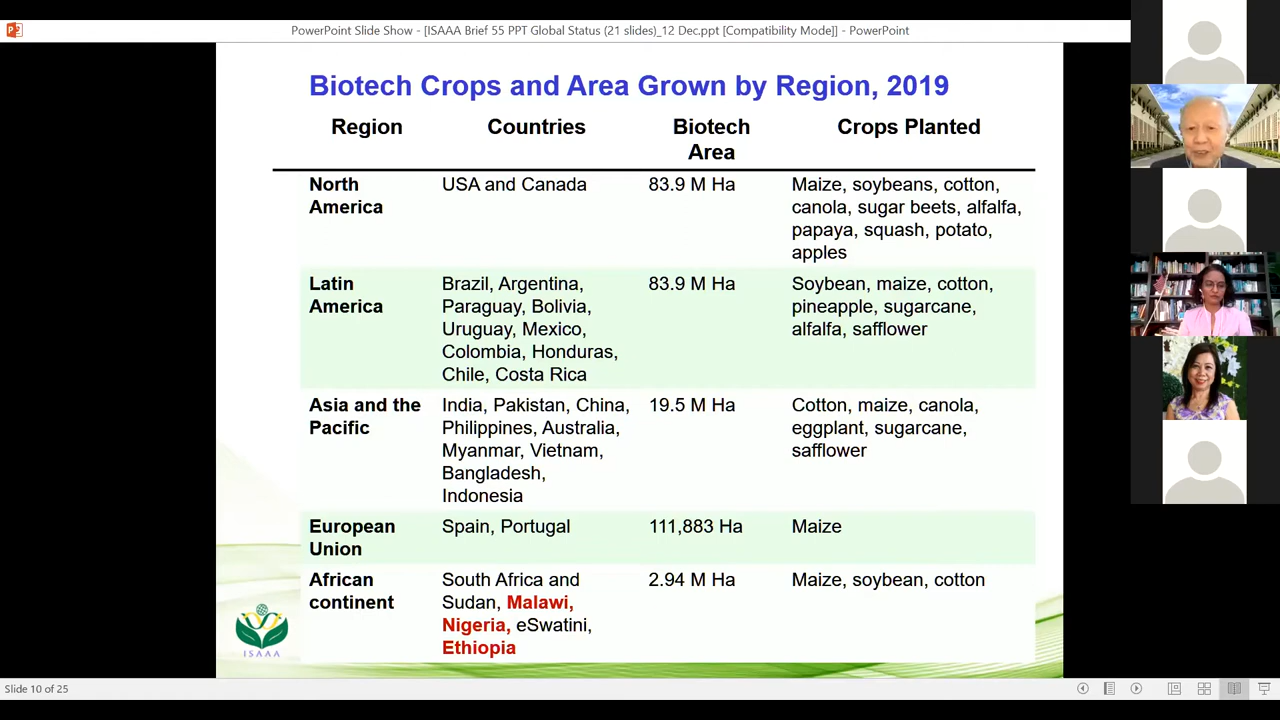 PowerPoint Slide Show - [ISAAA Brief 55 PPT Global Status (21 slides)_12 Dec.ppt [Compatibility Mode]] - PowerPoint
Biotech Crops and Area Grown by Region, 2019
Region
Countries
Biotech
Area
Crops Planted
North
America
USA and Canada
83.9 M Ha
Maize, soybeans, cotton,
canola, sugar beets, alfalfa,
papaya, squash, potato,
apples
Latin
America
Brazil, Argentina,
Paraguay, Bolivia,
Uruguay, Mexico,
Colombia, Honduras,
Chile, Costa Rica
83.9 M Ha
Soybean, maize, cotton,
pineapple, sugarcane,
alfalfa, safflower
Asia and the
Pacific
India, Pakistan, China,
Philippines, Australia,
Myanmar, Vietnam,
Bangladesh,
Indonesia
19.5 M Ha
Cotton, maize, canola,
eggplant, sugarcane,
safflower
European
Union
Spain, Portugal
111,883 Ha
Maize
African
continent
South Africa and
Sudan, Malawi,
Nigeria, eSwatini,
Ethiopia
2.94 M Ha
Maize, soybean, cotton
ISAAA
Slide 10 of 25